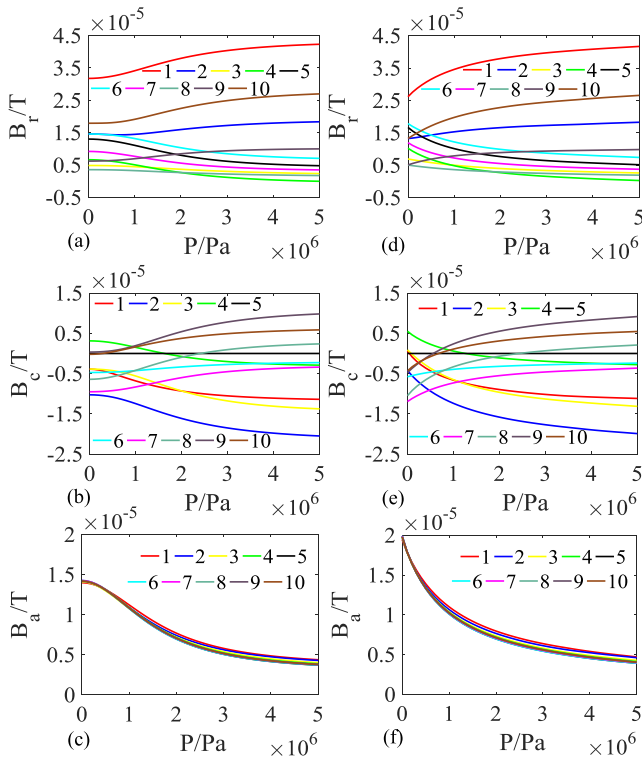 ×10⁻⁵
4.5
3.5
2.5
1.5
0.5
-0.5
B_r/T
1 2 3 4 5
6 7 8 9 10
0 1 2 3 4 5
(a) P/Pa ×10⁶
×10⁻⁵
4.5
3.5
2.5
1.5
0.5
-0.5
B_r/T
1 2 3 4 5
6 7 8 9 10
0 1 2 3 4 5
(d) P/Pa ×10⁶
×10⁻⁵
1.5
0.5
-0.5
-1.5
-2.5
B_c/T
1 2 3 4 5
6 7 8 9 10
0 1 2 3 4 5
(b) P/Pa ×10⁶
×10⁻⁵
1.5
0.5
-0.5
-1.5
-2.5
B_c/T
1 2 3 4 5
6 7 8 9 10
0 1 2 3 4 5
(e) P/Pa ×10⁶
×10⁻⁵
2
1.5
1
0.5
0
B_a/T
1 2 3 4 5
6 7 8 9 10
0 1 2 3 4 5
(c) P/Pa ×10⁶
×10⁻⁵
2
1.5
1
0.5
0
B_a/T
1 2 3 4 5
6 7 8 9 10
0 1 2 3 4 5
(f) P/Pa ×10⁶